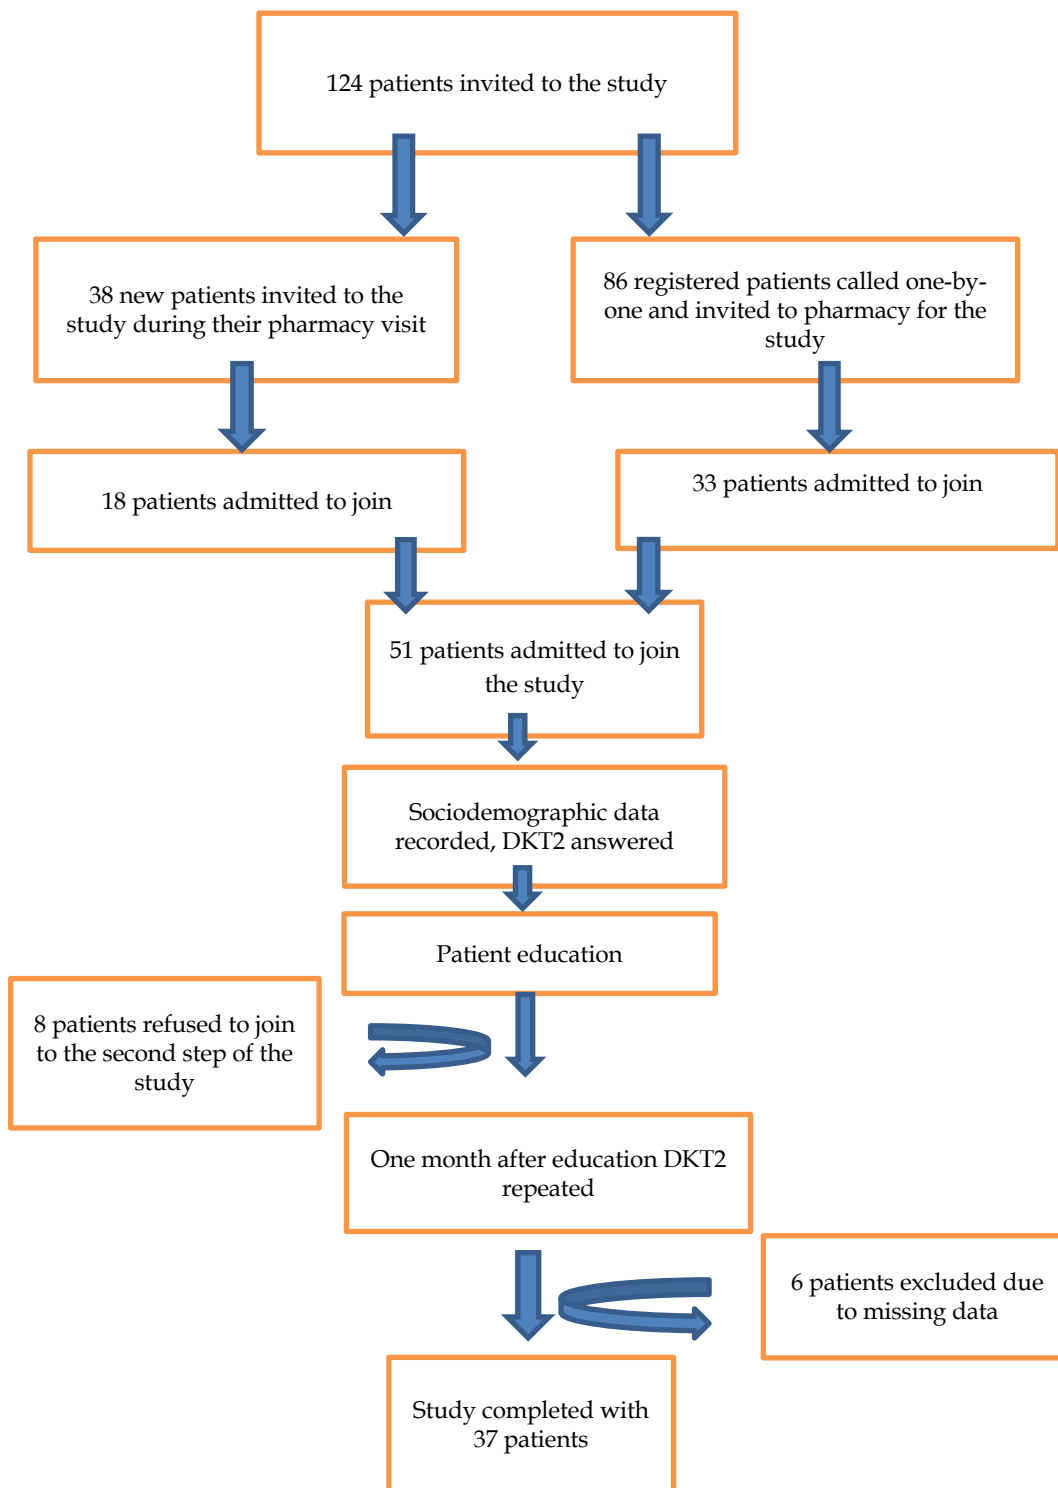 124 patients invited to the study
38 new patients invited to the
study during their pharmacy visit
86 registered patients called one-by-
one and invited to pharmacy for the
study
18 patients admitted to join
33 patients admitted to join
51 patients admitted to join
the study
Sociodemographic data
recorded, DKT2 answered
Patient education
8 patients refused to join
to the second step of the
study
One month after education DKT2
repeated
6 patients excluded due
to missing data
Study completed with
37 patients